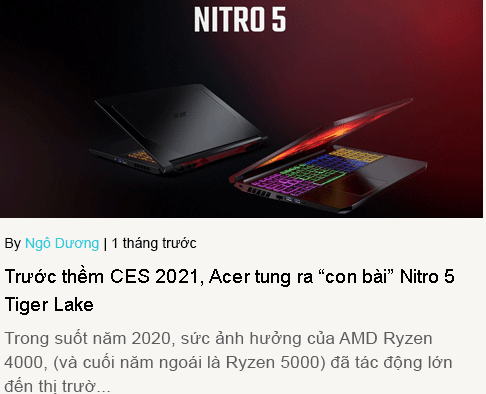 NITRO 5
By Ngô Dương | 1 tháng trước
Trước thềm CES 2021, Acer tung ra “con bài” Nitro 5
Tiger Lake
Trong suốt năm 2020, sức ảnh hưởng của AMD Ryzen
4000, (và cuối năm ngoái là Ryzen 5000) đã tác động lớn
đến thị trườ...